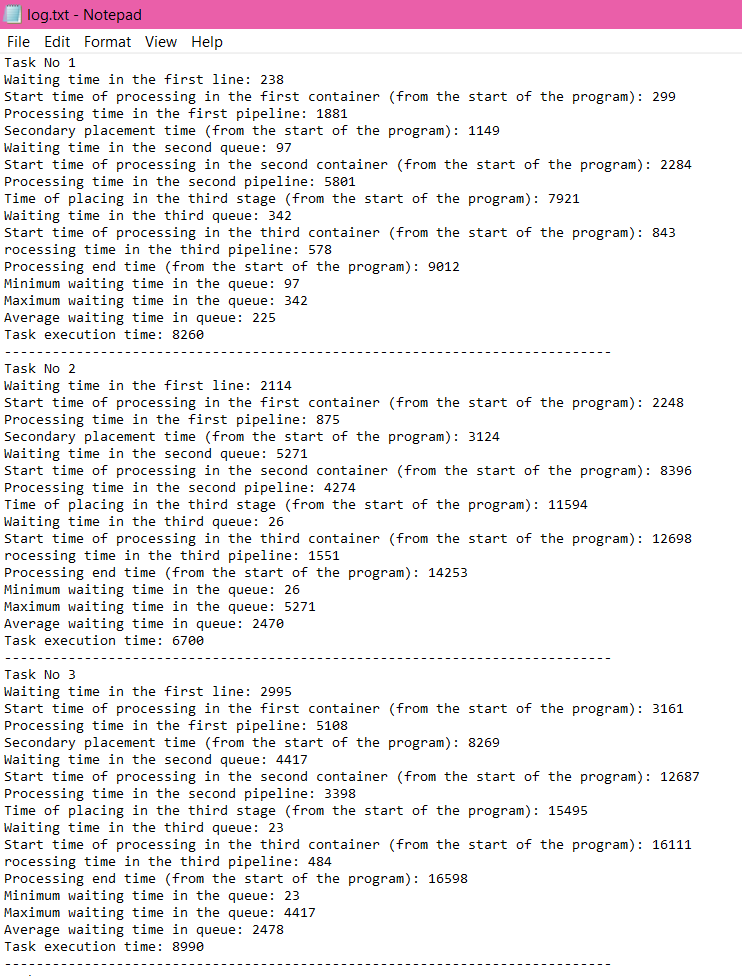 log.txt - Notepad
File Edit Format View Help
Task No 1
Waiting time in the first line: 238
Start time of processing in the first container (from the start of the program): 299
Processing time in the first pipeline: 1881
Secondary placement time (from the start of the program): 1149
Waiting time in the second queue: 97
Start time of processing in the second container (from the start of the program): 2284
Processing time in the second pipeline: 5801
Time of placing in the third stage (from the start of the program): 7921
Waiting time in the third queue: 342
Start time of processing in the third container (from the start of the program): 843
rocessing time in the third pipeline: 578
Processing end time (from the start of the program): 9012
Minimum waiting time in the queue: 97
Maximum waiting time in the queue: 342
Average waiting time in queue: 225
Task execution time: 8260
----------------------------------------------------------------------------
Task No 2
Waiting time in the first line: 2114
Start time of processing in the first container (from the start of the program): 2248
Processing time in the first pipeline: 875
Secondary placement time (from the start of the program): 3124
Waiting time in the second queue: 5271
Start time of processing in the second container (from the start of the program): 8396
Processing time in the second pipeline: 4274
Time of placing in the third stage (from the start of the program): 11594
Waiting time in the third queue: 26
Start time of processing in the third container (from the start of the program): 12698
rocessing time in the third pipeline: 1551
Processing end time (from the start of the program): 14253
Minimum waiting time in the queue: 26
Maximum waiting time in the queue: 5271
Average waiting time in queue: 2470
Task execution time: 6700
----------------------------------------------------------------------------
Task No 3
Waiting time in the first line: 2995
Start time of processing in the first container (from the start of the program): 3161
Processing time in the first pipeline: 5108
Secondary placement time (from the start of the program): 8269
Waiting time in the second queue: 4417
Start time of processing in the second container (from the start of the program): 12687
Processing time in the second pipeline: 3398
Time of placing in the third stage (from the start of the program): 15495
Waiting time in the third queue: 23
Start time of processing in the third container (from the start of the program): 16111
rocessing time in the third pipeline: 484
Processing end time (from the start of the program): 16598
Minimum waiting time in the queue: 23
Maximum waiting time in the queue: 4417
Average waiting time in queue: 2478
Task execution time: 8990
----------------------------------------------------------------------------